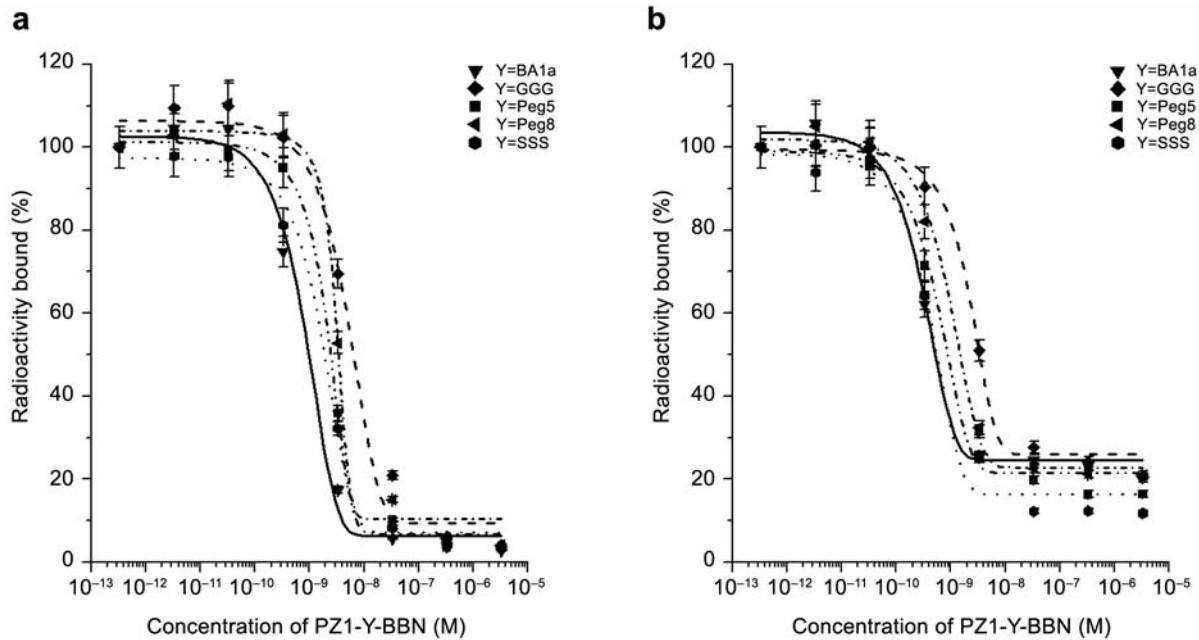 a
120
100
80
60
40
20
0
Radioactivity bound (%)
10⁻¹³ 10⁻¹² 10⁻¹¹ 10⁻¹⁰ 10⁻⁹ 10⁻⁸ 10⁻⁷ 10⁻⁶ 10⁻⁵
Concentration of PZ1-Y-BBN (M)
Y=BA1a
Y=GGG
Y=Peg5
Y=Peg8
Y=SSS
b
120
100
80
60
40
20
0
Radioactivity bound (%)
10⁻¹³ 10⁻¹² 10⁻¹¹ 10⁻¹⁰ 10⁻⁹ 10⁻⁸ 10⁻⁷ 10⁻⁶ 10⁻⁵
Concentration of PZ1-Y-BBN (M)
Y=BA1a
Y=GGG
Y=Peg5
Y=Peg8
Y=SSS